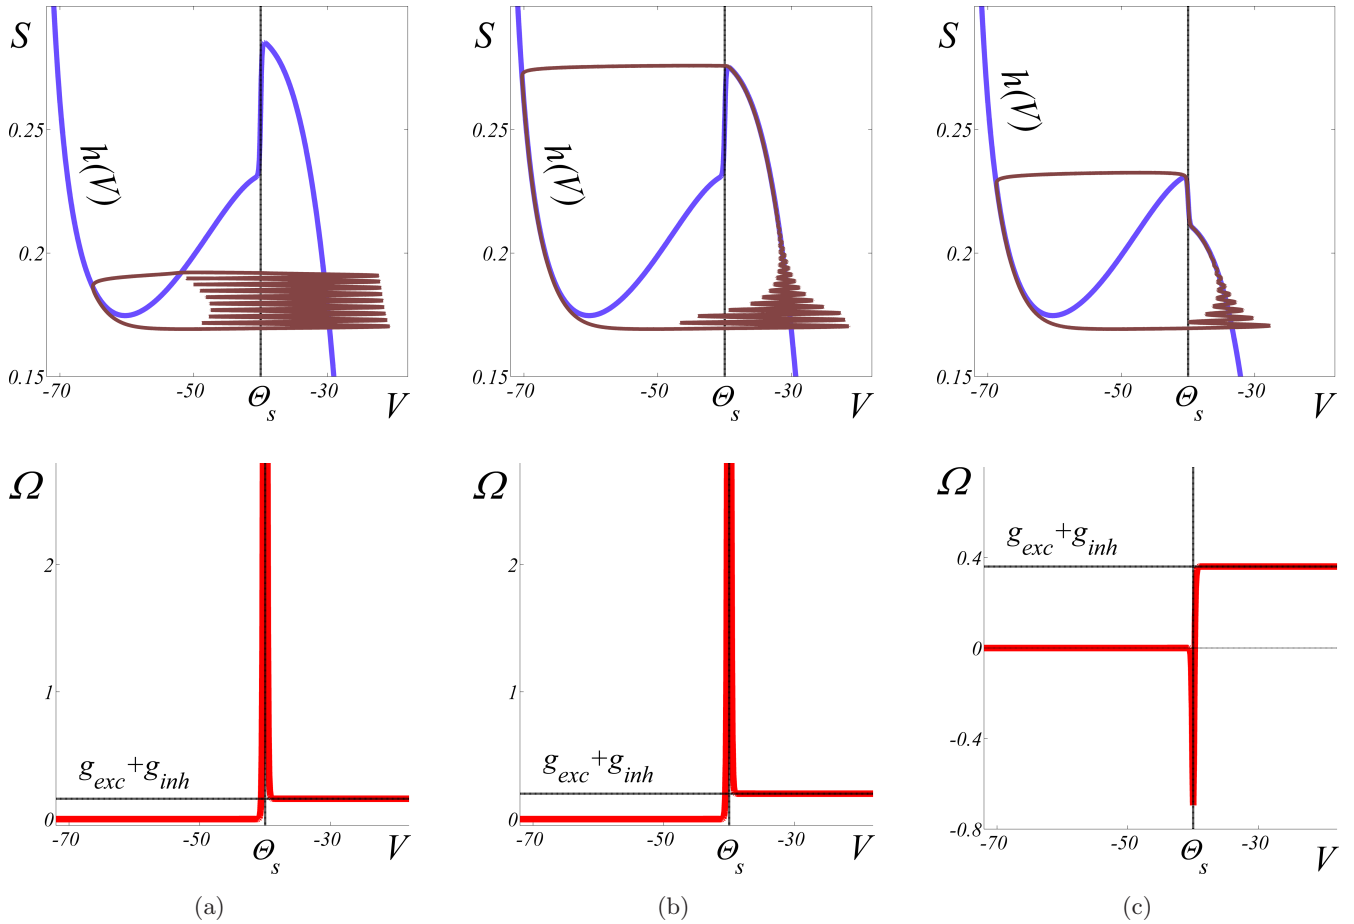 S
h(V)
0.25
0.2
0.15
-70
-50
Θs
-30
V
S
h(V)
0.25
0.2
0.15
-70
-50
Θs
-30
V
S
h(V)
0.25
0.2
0.15
-70
-50
Θs
-30
V
Ω
2
1
gexc+ginh
0
-70
-50
Θs
-30
V
Ω
2
1
gexc+ginh
0
-70
-50
Θs
-30
V
Ω
gexc+ginh
0.4
0
-0.4
-0.8
-70
-50
Θs
-30
V
(a)
(b)
(c)